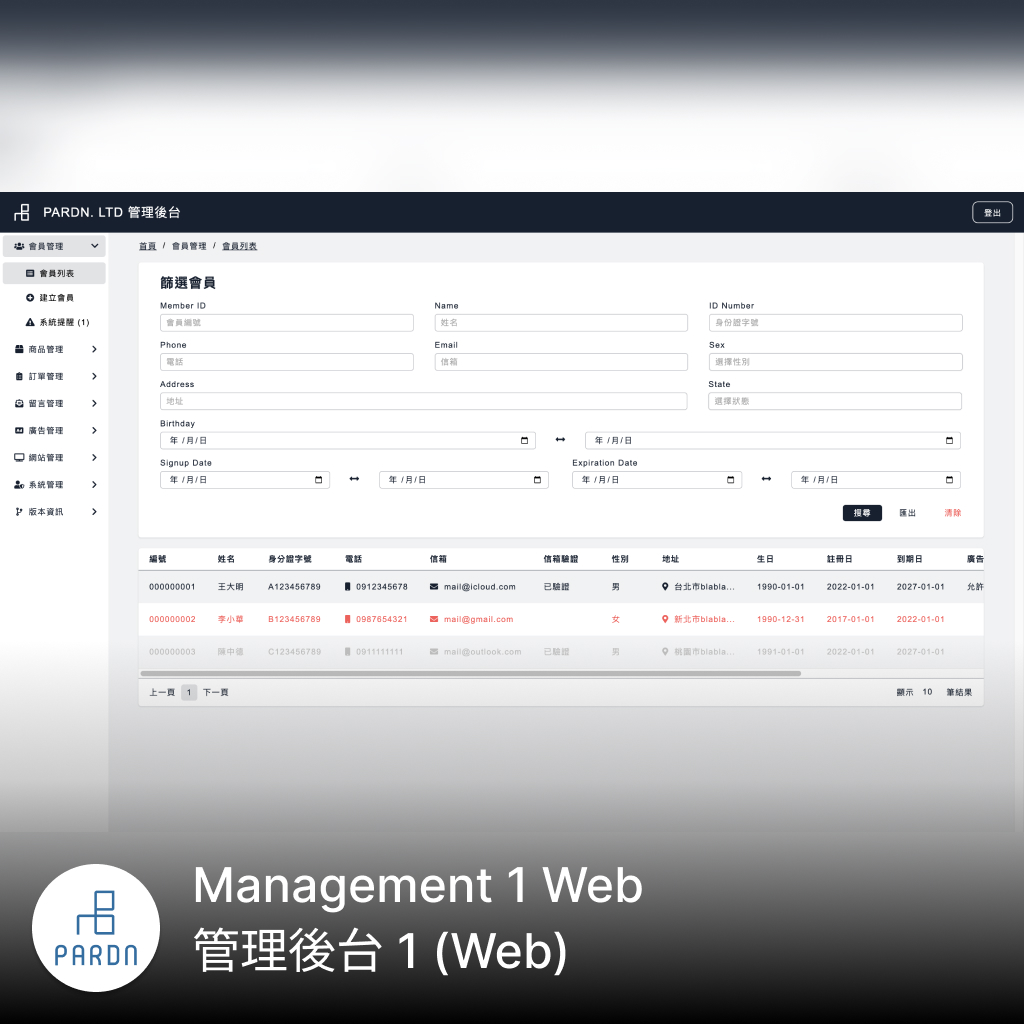 PARDN. LTD 管理後台
登出
會員管理
會員列表
建立會員
系統提醒 (1)
商品管理
訂單管理
留言管理
廣告管理
網站管理
系統管理
版本資訊
首頁 / 會員管理 / 會員列表
篩選會員
Member ID Name ID Number
會員編號 姓名 身份證字號
Phone Email Sex
電話 信箱 選擇性別
Address State
地址 選擇狀態
Birthday
年 /月/日 年 /月/日
Signup Date Expiration Date
年 /月/日 年 /月/日 年 /月/日 年 /月/日
搜尋 匯出 清除
編號 姓名 身分證字號 電話 信箱 信箱驗證 性別 地址 生日 註冊日 到期日 廣告
000000001 王大明 A123456789 0912345678 mail@icloud.com 已驗證 男 台北市blabla... 1990-01-01 2022-01-01 2027-01-01 允許
000000002 李小華 B123456789 0987654321 mail@gmail.com 女 新北市blabla... 1990-12-31 2017-01-01 2022-01-01
000000003 陳中德 C123456789 0911111111 mail@outlook.com 已驗證 男 桃園市blabla... 1991-01-01 2022-01-01 2027-01-01
上一頁 1 下一頁 顯示 10 筆結果
PARDN
Management 1 Web
管理後台 1 (Web)